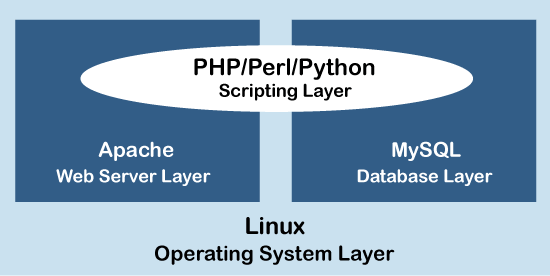 PHP/Perl/Python
Scripting Layer
Apache
Web Server Layer
MySQL
Database Layer
Linux
Operating System Layer